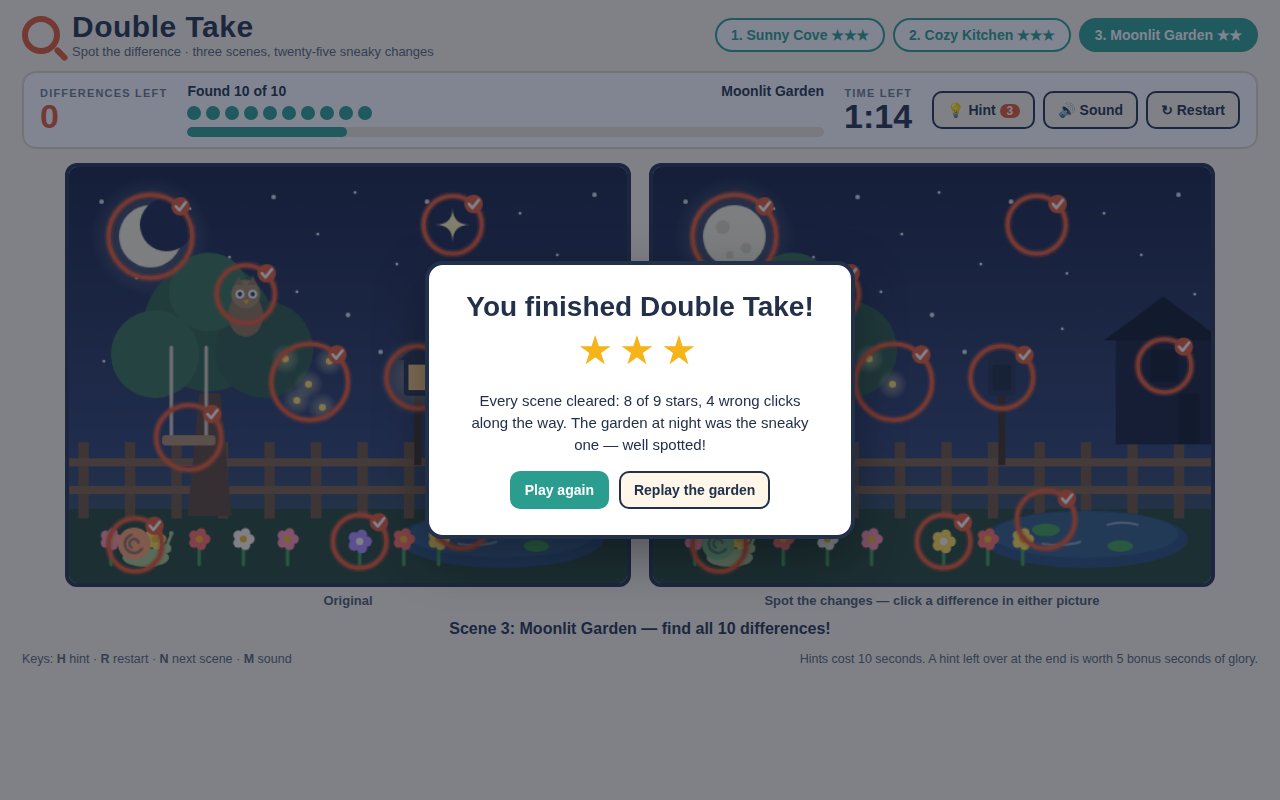 Double Take
Spot the difference · three scenes, twenty-five sneaky changes
1. Sunny Cove ★★★
2. Cozy Kitchen ★★★
3. Moonlit Garden ★★
DIFFERENCES LEFT
0
Found 10 of 10
Moonlit Garden
TIME LEFT
1:14
💡 Hint 3
🔊 Sound
↻ Restart
You finished Double Take!
★★★
Every scene cleared: 8 of 9 stars, 4 wrong clicks
along the way. The garden at night was the sneaky
one — well spotted!
Play again
Replay the garden
Original
Spot the changes — click a difference in either picture
Scene 3: Moonlit Garden — find all 10 differences!
Keys: H hint · R restart · N next scene · M sound
Hints cost 10 seconds. A hint left over at the end is worth 5 bonus seconds of glory.